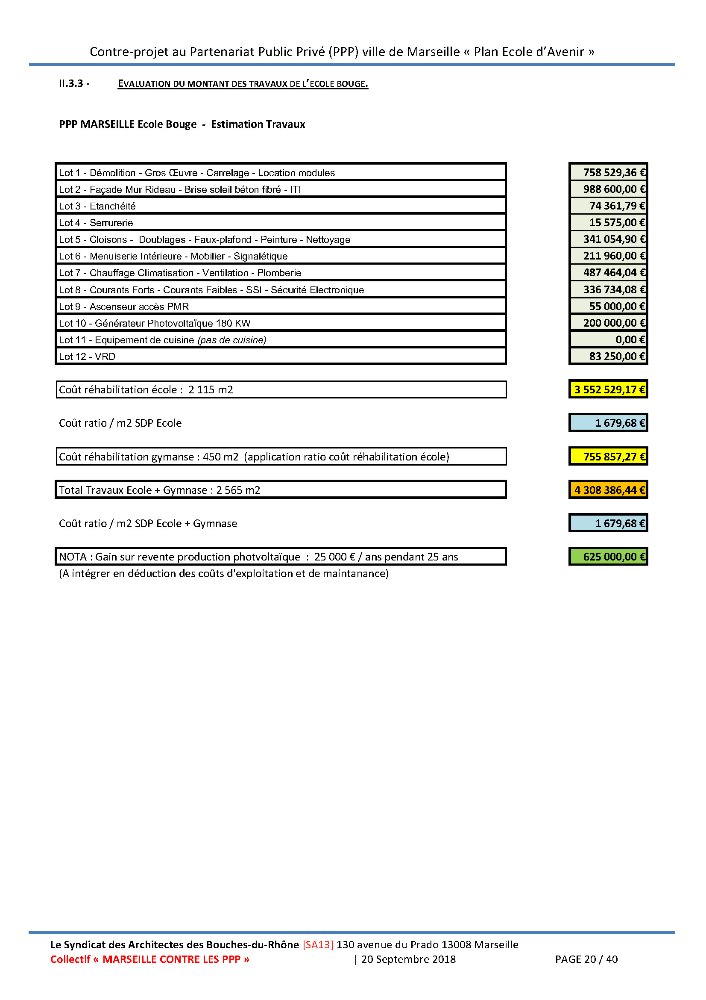 Contre-projet au Partenariat Public Privé (PPP) ville de Marseille « Plan Ecole d’Avenir »
II.3.3 - EVALUATION DU MONTANT DES TRAVAUX DE L’ECOLE BOUGE.
PPP MARSEILLE Ecole Bouge - Estimation Travaux
Lot 1 - Démolition - Gros Œuvre - Carrelage - Location modules 758 529,36 €
Lot 2 - Façade Mur Rideau - Brise soleil béton fibré - ITI 988 600,00 €
Lot 3 - Etanchéité 74 361,79 €
Lot 4 - Serrurerie 15 575,00 €
Lot 5 - Cloisons - Doublages - Faux-plafond - Peinture - Nettoyage 341 054,90 €
Lot 6 - Menuiserie Intérieure - Mobilier - Signalétique 211 960,00 €
Lot 7 - Chauffage Climatisation - Ventilation - Plomberie 487 464,04 €
Lot 8 - Courants Forts - Courants Faibles - SSI - Sécurité Electronique 336 734,08 €
Lot 9 - Ascenseur accès PMR 55 000,00 €
Lot 10 - Générateur Photovoltaïque 180 KW 200 000,00 €
Lot 11 - Equipement de cuisine (pas de cuisine) 0,00 €
Lot 12 - VRD 83 250,00 €
Coût réhabilitation école : 2 115 m2 3 552 529,17 €
Coût ratio / m2 SDP Ecole 1 679,68 €
Coût réhabilitation gymanse : 450 m2 (application ratio coût réhabilitation école) 755 857,27 €
Total Travaux Ecole + Gymnase : 2 565 m2 4 308 386,44 €
Coût ratio / m2 SDP Ecole + Gymnase 1 679,68 €
NOTA : Gain sur revente production photvoltaïque : 25 000 € / ans pendant 25 ans 625 000,00 €
(A intégrer en déduction des coûts d'exploitation et de maintanance)
Le Syndicat des Architectes des Bouches-du-Rhône [SA13] 130 avenue du Prado 13008 Marseille
Collectif « MARSEILLE CONTRE LES PPP » | 20 Septembre 2018 PAGE 20 / 40